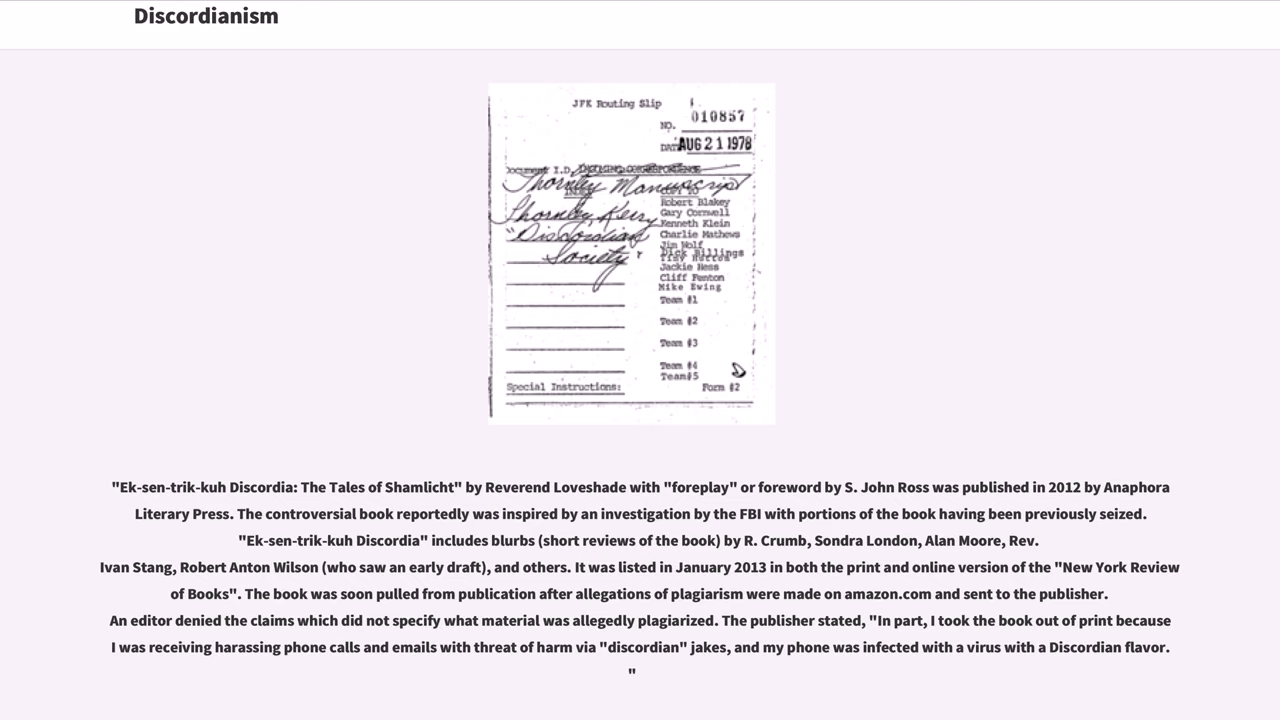 Discordianism
JFK Routing Slip
NO. 010857
DATE AUG 21 1978
Document I.D. INCOMING CORRESPONDENCE
Thornley Manuscript
INDEX COPY TO
Robert Blakey
Thornley, Kerry Gary Cornwell
Kenneth Klein
"Discordian Charlie Mathews
Jim Wolf
Society" Dick Billings
Jackie Hess
Cliff Fenton
Mike Ewing
Team #1
Team #2
Team #3
Team #4
Team#5
Special Instructions: Form #2
"Ek-sen-trik-kuh Discordia: The Tales of Shamlicht" by Reverend Loveshade with "foreplay" or foreword by S. John Ross was published in 2012 by Anaphora
Literary Press. The controversial book reportedly was inspired by an investigation by the FBI with portions of the book having been previously seized.
"Ek-sen-trik-kuh Discordia" includes blurbs (short reviews of the book) by R. Crumb, Sondra London, Alan Moore, Rev.
Ivan Stang, Robert Anton Wilson (who saw an early draft), and others. It was listed in January 2013 in both the print and online version of the "New York Review
of Books". The book was soon pulled from publication after allegations of plagiarism were made on amazon.com and sent to the publisher.
An editor denied the claims which did not specify what material was allegedly plagiarized. The publisher stated, "In part, I took the book out of print because
I was receiving harassing phone calls and emails with threat of harm via "discordian" jakes, and my phone was infected with a virus with a Discordian flavor.
"